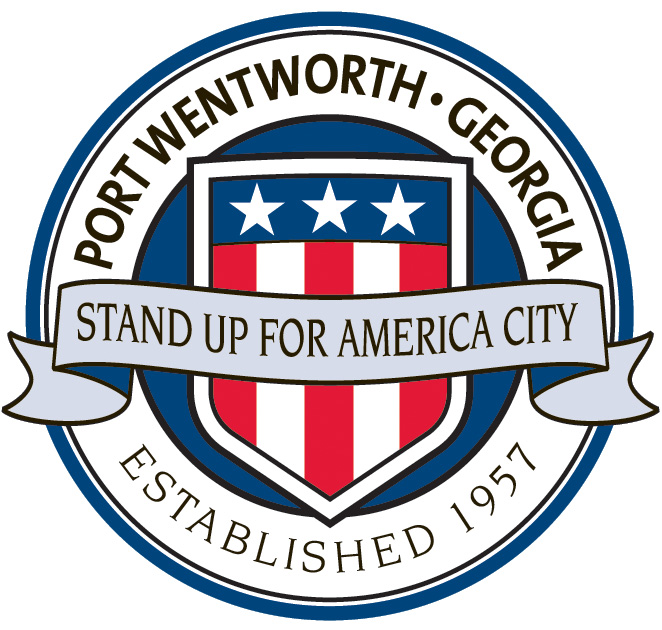 PORT WENTWORTH • GEORGIA
STAND UP FOR AMERICA CITY
ESTABLISHED 1957